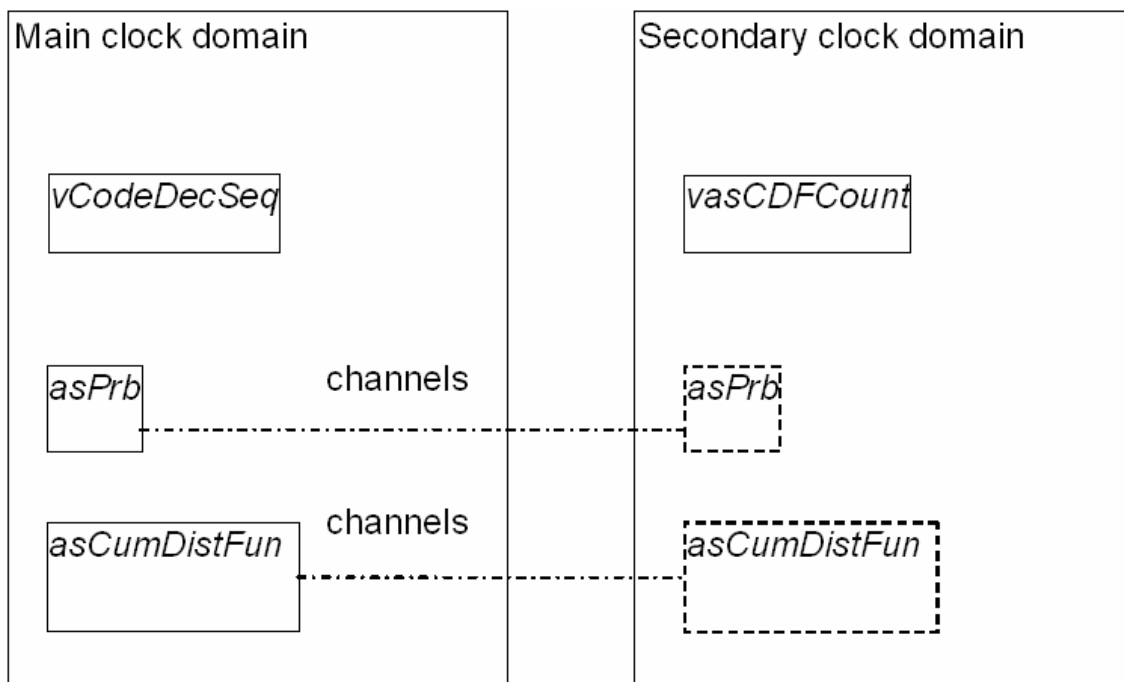 Main clock domain
Secondary clock domain
vCodeDecSeq
vasCDFCount
asPrb
channels
asPrb
asCumDistFun
channels
asCumDistFun